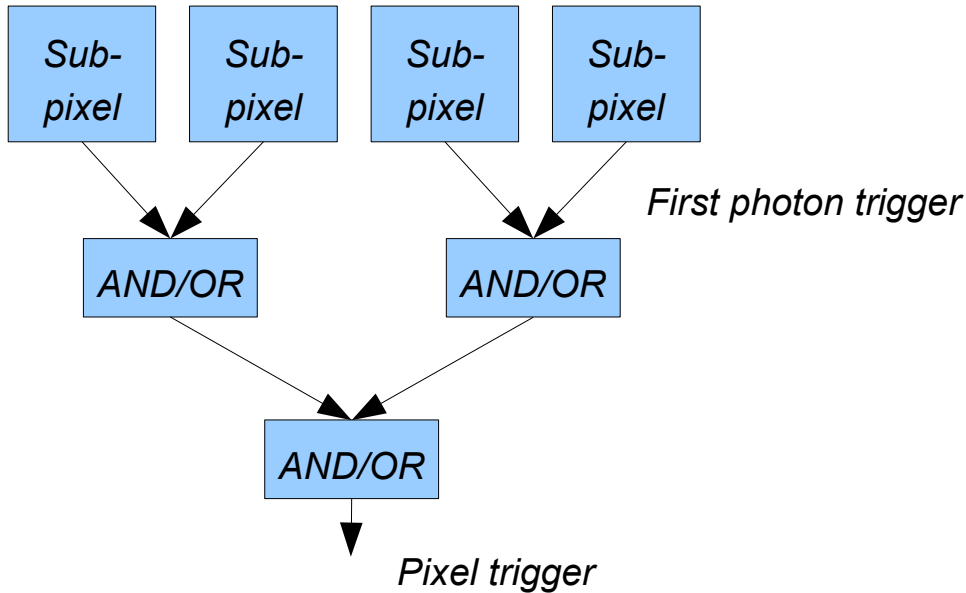 Sub-
pixel
Sub-
pixel
Sub-
pixel
Sub-
pixel
First photon trigger
AND/OR
AND/OR
AND/OR
Pixel trigger